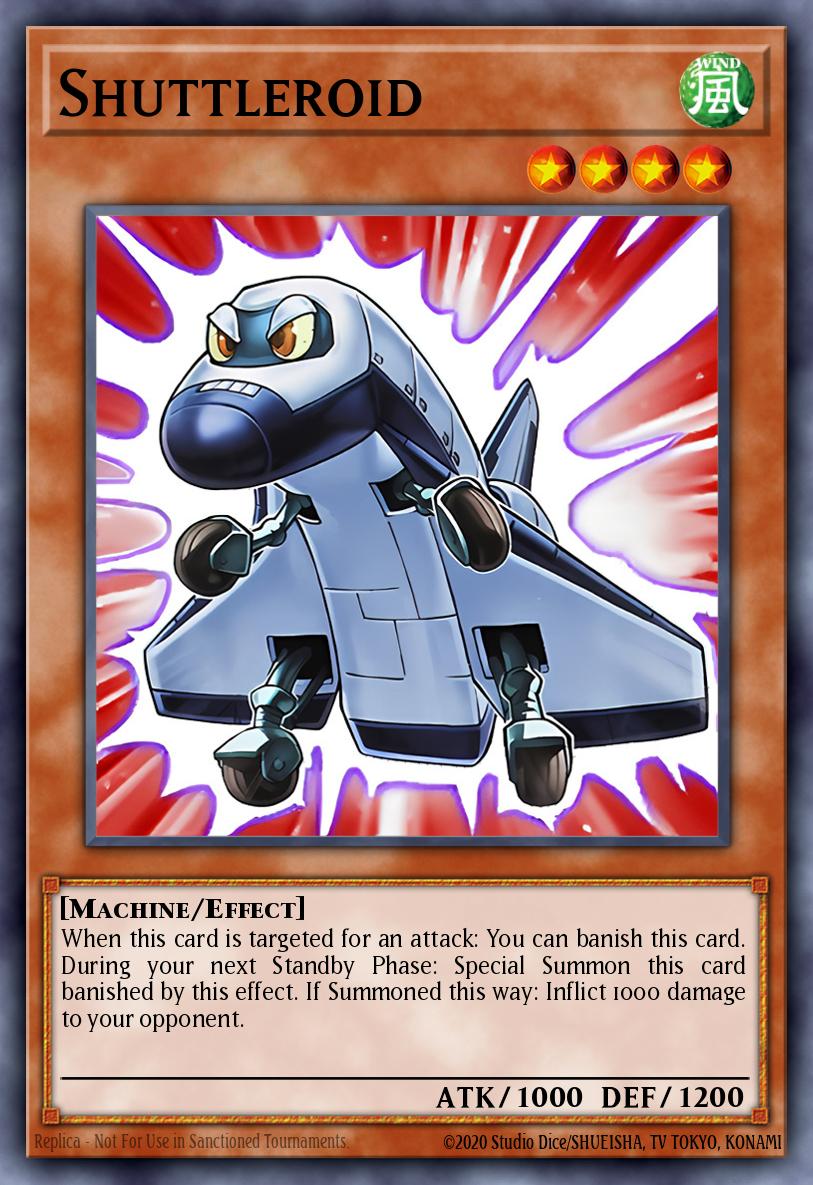 SHUTTLEROID
WIND
風
[MACHINE/EFFECT]
When this card is targeted for an attack: You can banish this card.
During your next Standby Phase: Special Summon this card
banished by this effect. If Summoned this way: Inflict 1000 damage
to your opponent.
ATK/1000 DEF/1200
Replica - Not For Use in Sanctioned Tournaments.
©2020 Studio Dice/SHUEISHA, TV TOKYO, KONAMI